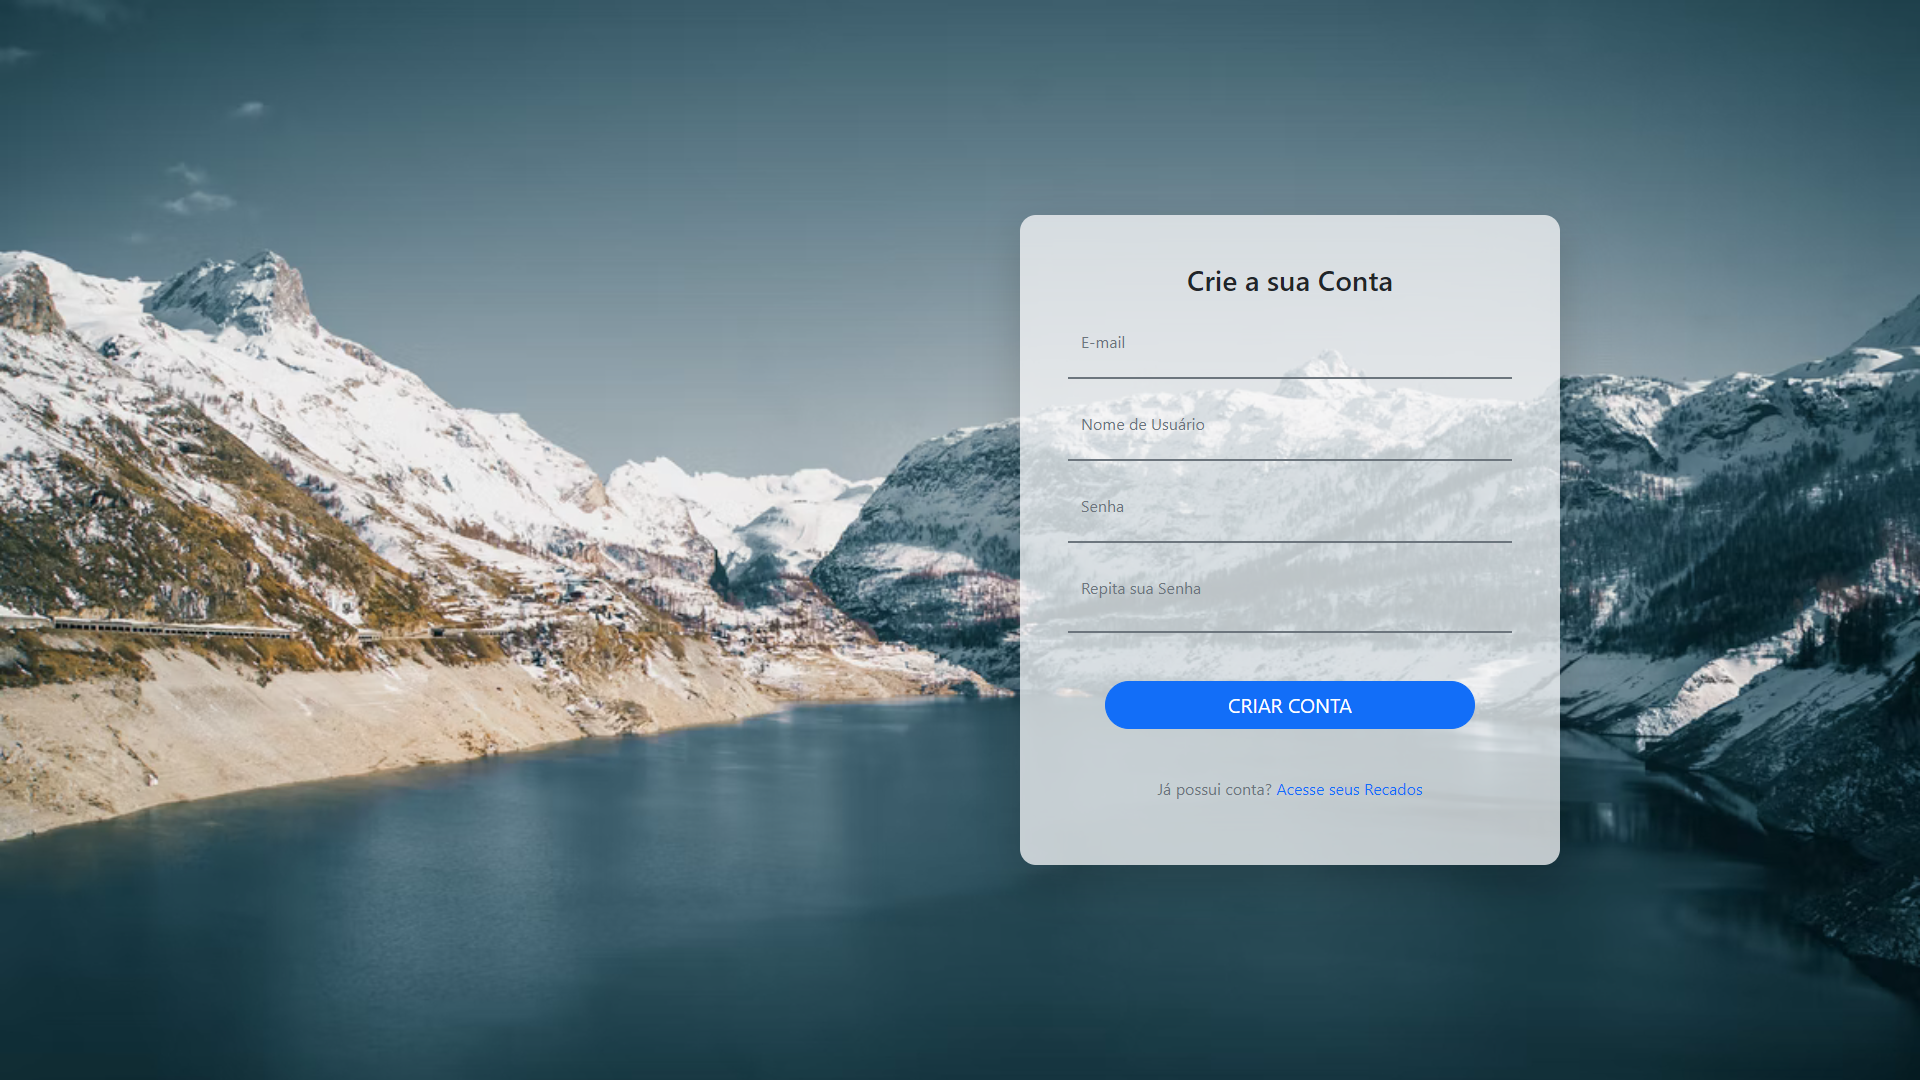 Crie a sua Conta
E-mail
Nome de Usuário
Senha
Repita sua Senha
CRIAR CONTA
Já possui conta? Acesse seus Recados